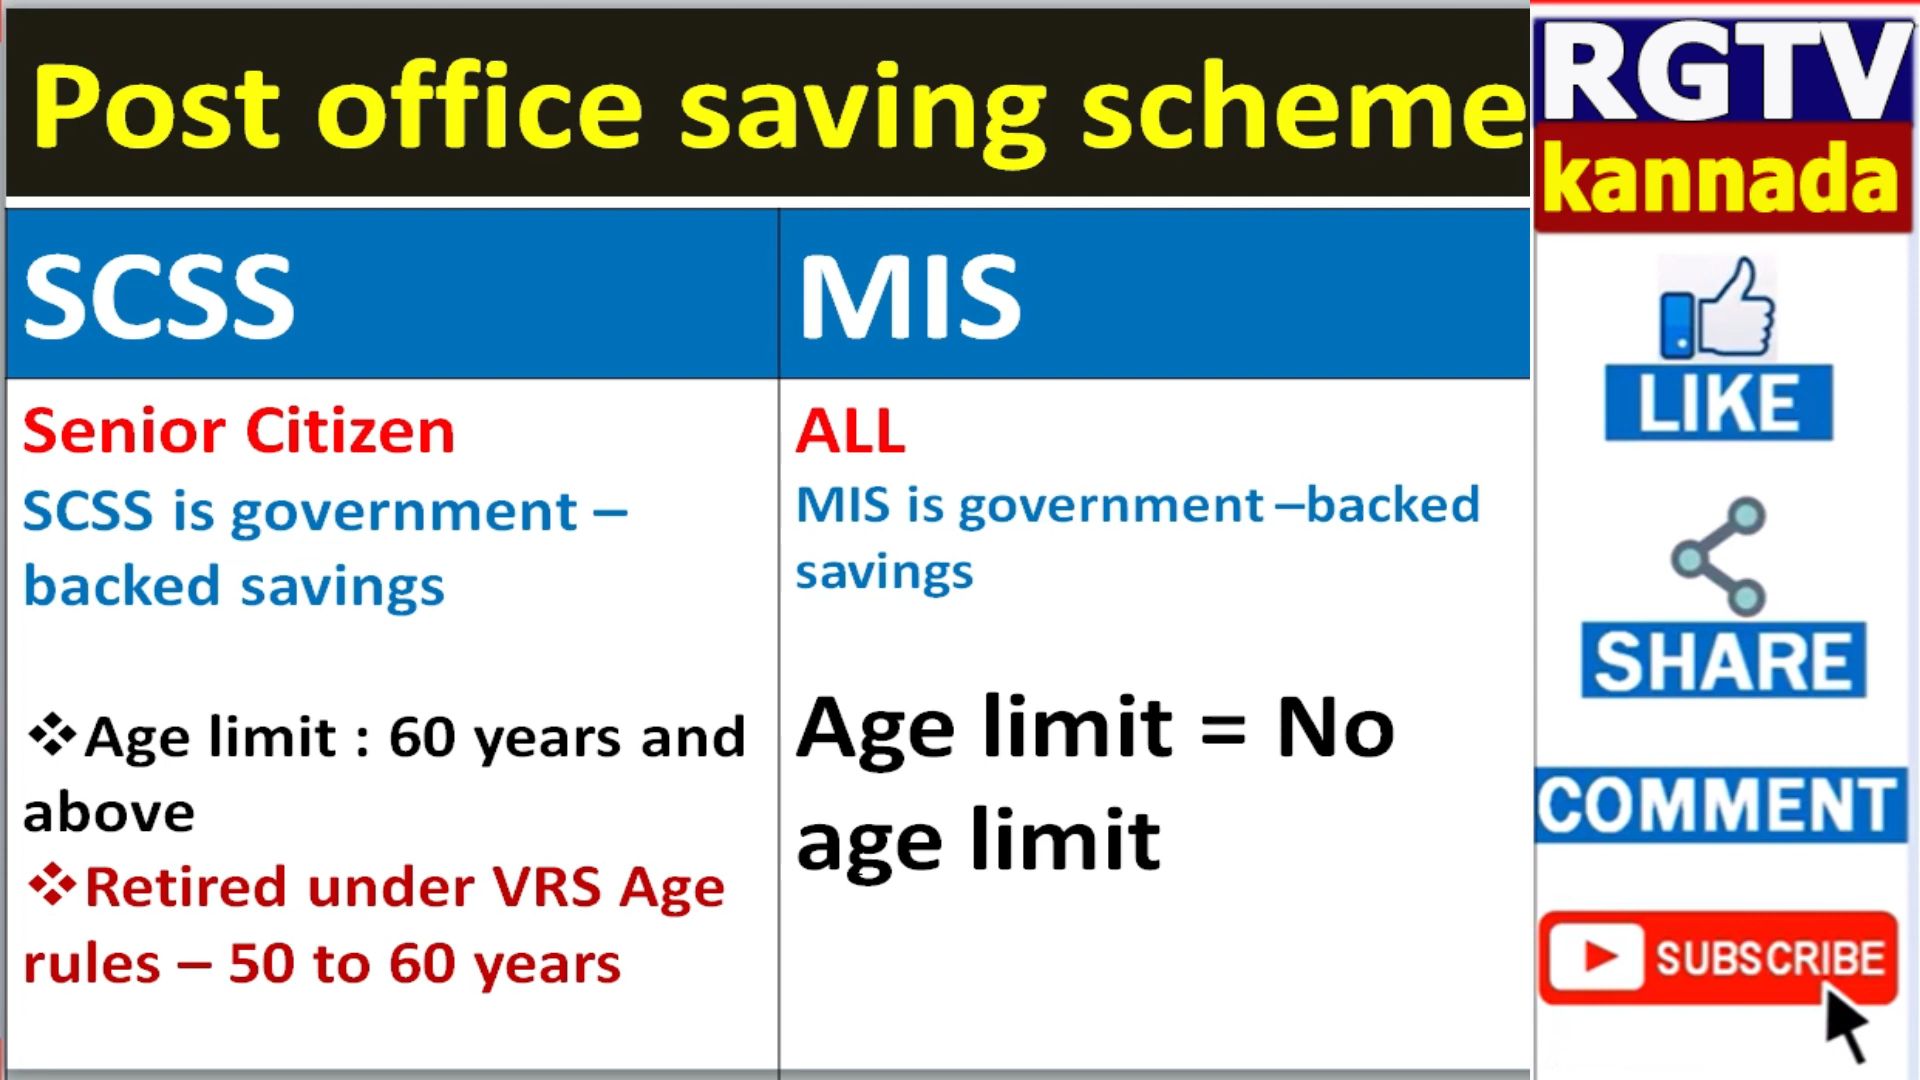 Post office saving scheme
SCSS
MIS
Senior Citizen
SCSS is government –
backed savings
❖Age limit : 60 years and
above
❖Retired under VRS Age
rules – 50 to 60 years
ALL
MIS is government –backed
savings
Age limit = No
age limit
RGTV
kannada
LIKE
SHARE
COMMENT
SUBSCRIBE